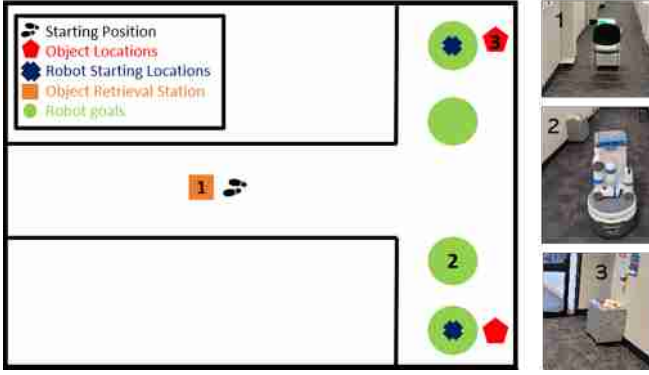 Starting Position
Object Locations
Robot Starting Locations
Object Retrieval Station
Robot goals
3
1
2
1
2
3